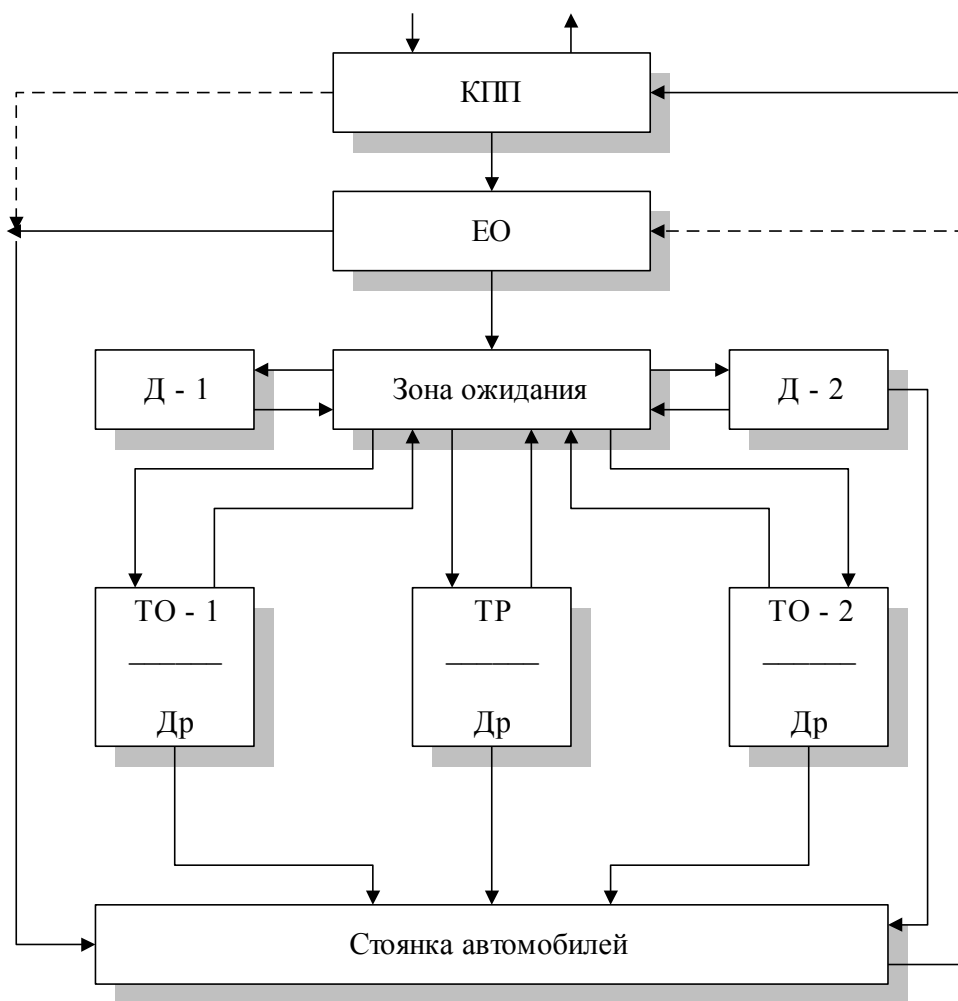 КПП
ЕО
Д - 1
Зона ожидания
Д - 2
ТО - 1
Др
ТР
Др
ТО - 2
Др
Стоянка автомобилей